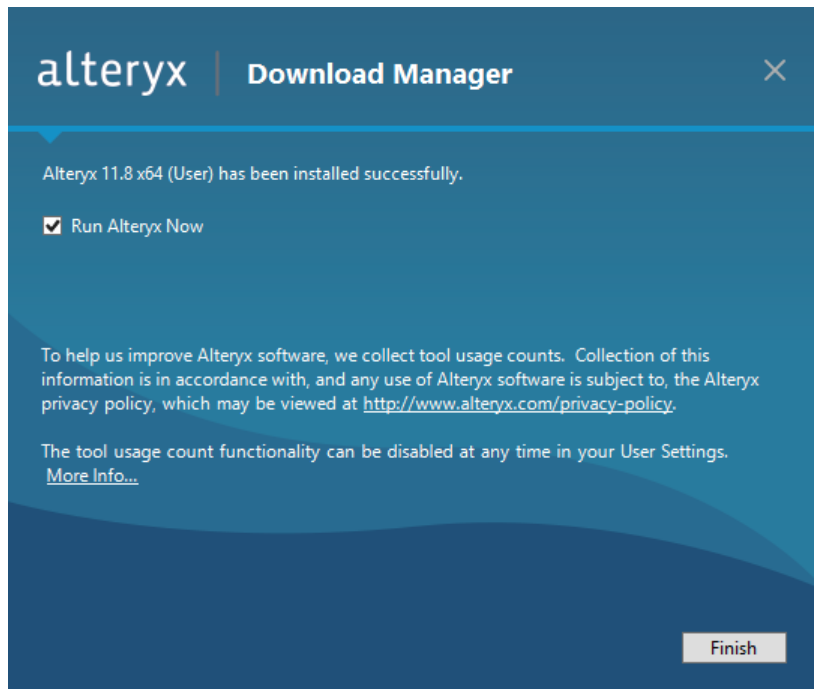 alteryx Download Manager
Alteryx 11.8 x64 (User) has been installed successfully.
Run Alteryx Now
To help us improve Alteryx software, we collect tool usage counts.  Collection of this
information is in accordance with, and any use of Alteryx software is subject to, the Alteryx
privacy policy, which may be viewed at http://www.alteryx.com/privacy-policy.
The tool usage count functionality can be disabled at any time in your User Settings.
More Info...
Finish